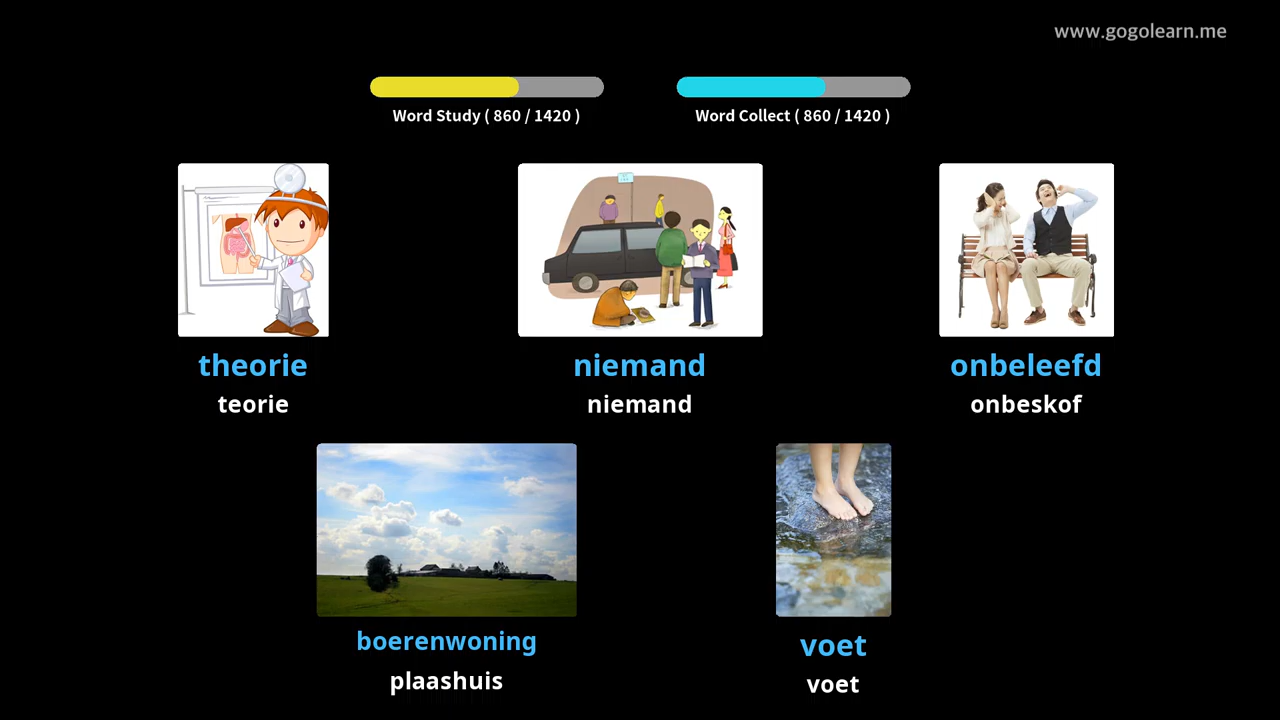 www.gogolearn.me
Word Study ( 860 / 1420 )
Word Collect ( 860 / 1420 )
theorie
teorie
niemand
niemand
onbeleefd
onbeskof
boerenwoning
plaashuis
voet
voet